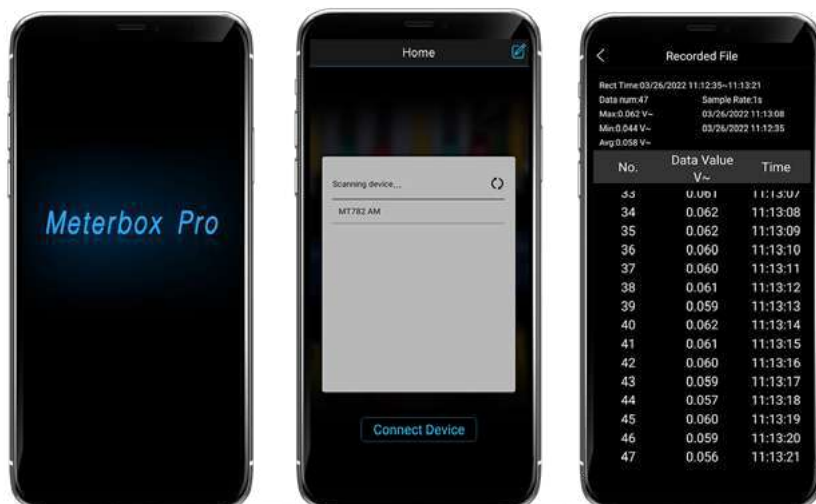 Meterbox Pro
Home
Scanning device...
MT782 AM
Connect Device
Recorded File
Rect Time:03/26/2022 11:12:35~11:13:21
Data num:47 Sample Rate:1s
Max:0.062 V~ 03/26/2022 11:13:08
Min:0.044 V~ 03/26/2022 11:12:35
Avg:0.058 V~
No. Data Value Time
V~
33 0.061 11:13:07
34 0.062 11:13:08
35 0.062 11:13:09
36 0.060 11:13:10
37 0.060 11:13:11
38 0.061 11:13:12
39 0.059 11:13:13
40 0.062 11:13:14
41 0.061 11:13:15
42 0.060 11:13:16
43 0.059 11:13:17
44 0.057 11:13:18
45 0.060 11:13:19
46 0.059 11:13:20
47 0.056 11:13:21